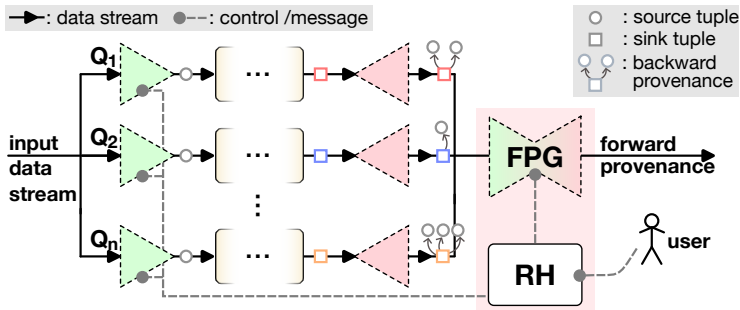 : data stream
: control /message
: source tuple
: sink tuple
: backward
provenance
Q1
...
input
data
stream
Q2
...
FPG
forward
provenance
⋮
Qn
...
RH
user